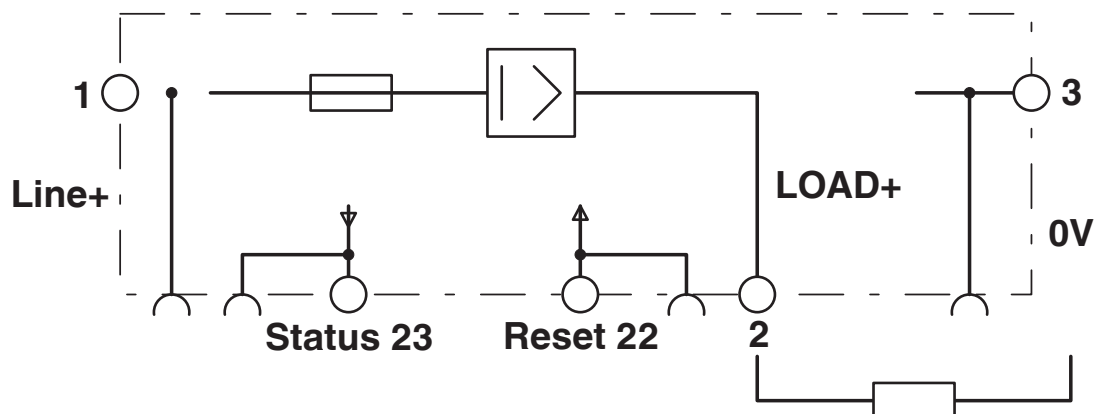 1
3
Line+
LOAD+
0V
Status 23
Reset 22
2